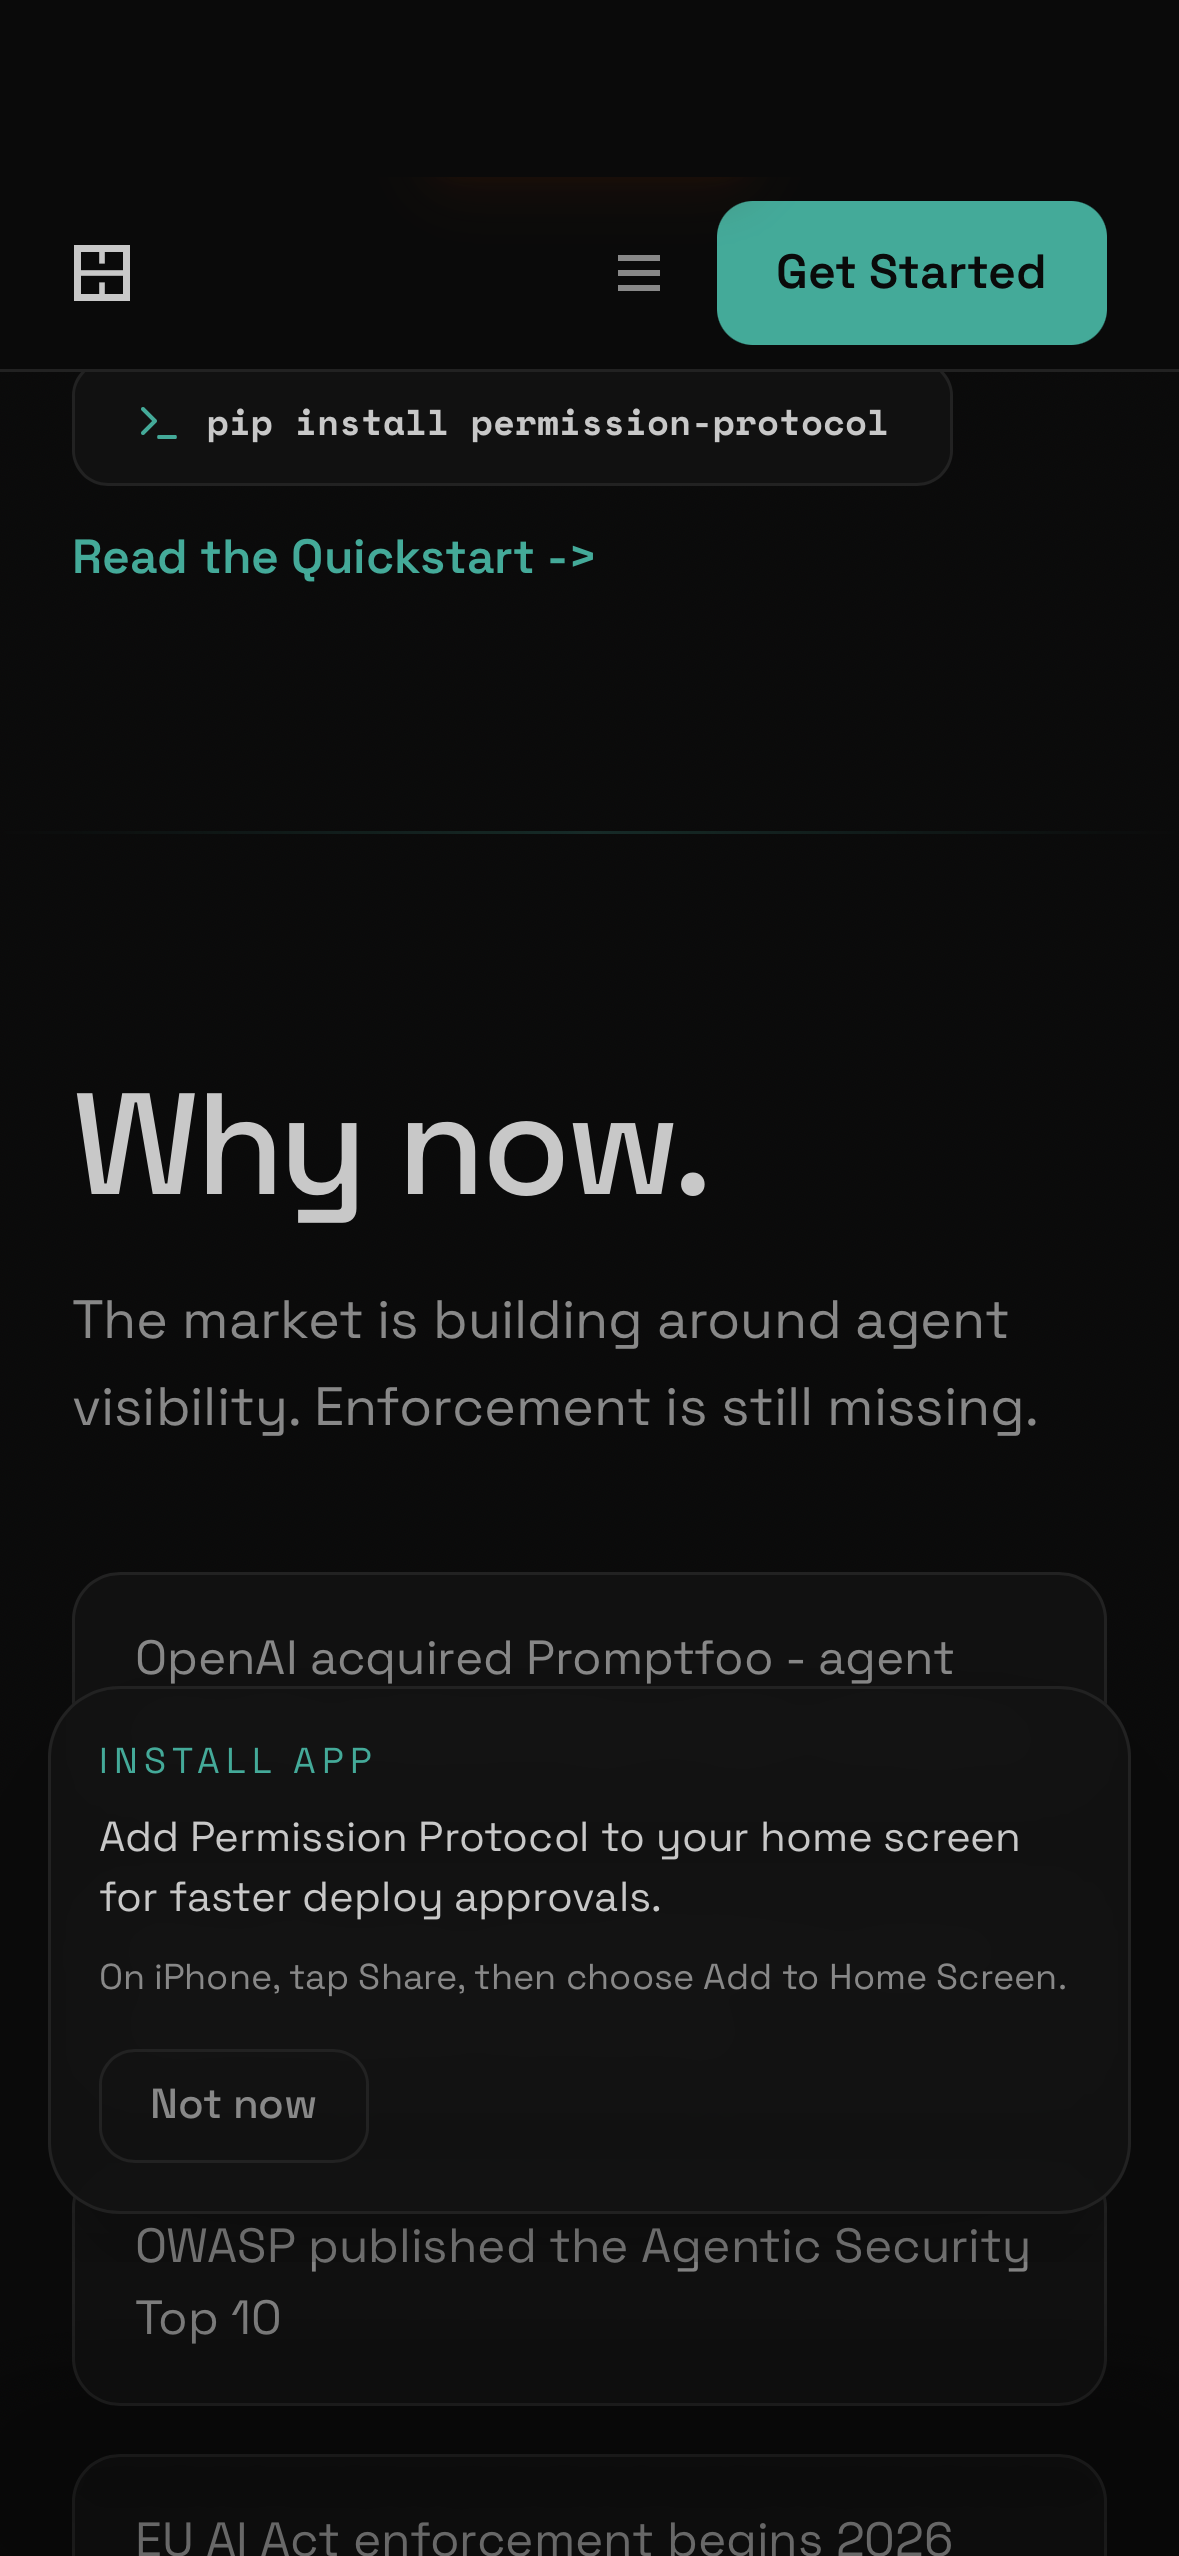 Get Started
pip install permission-protocol
Read the Quickstart ->
Why now.
The market is building around agent
visibility. Enforcement is still missing.
OpenAI acquired Promptfoo - agent
INSTALL APP
Add Permission Protocol to your home screen
for faster deploy approvals.
On iPhone, tap Share, then choose Add to Home Screen.
Not now
OWASP published the Agentic Security
Top 10
EU AI Act enforcement begins 2026